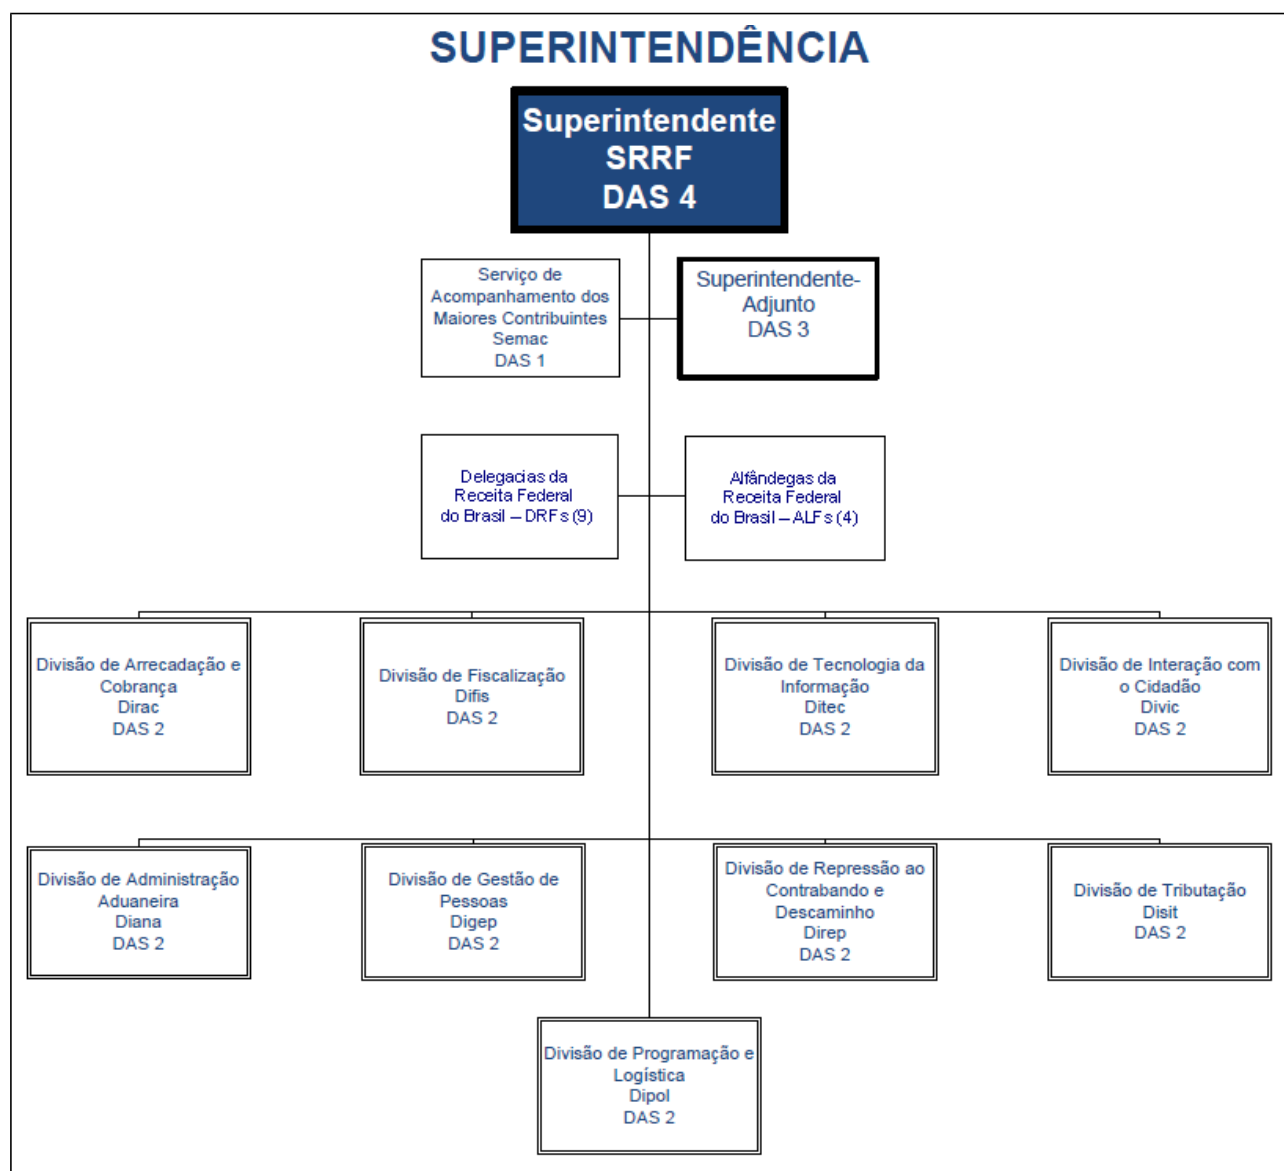 SUPERINTENDÊNCIA
Superintendente
SRRF
DAS 4
Serviço de
Acompanhamento dos
Maiores Contribuintes
Semac
DAS 1
Superintendente-
Adjunto
DAS 3
Delegacias da
Receita Federal
do Brasil – DRFs (9)
Alfândegas da
Receita Federal
do Brasil – ALFs (4)
Divisão de Arrecadação e
Cobrança
Dirac
DAS 2
Divisão de Fiscalização
Difis
DAS 2
Divisão de Tecnologia da
Informação
Ditec
DAS 2
Divisão de Interação com
o Cidadão
Divic
DAS 2
Divisão de Administração
Aduaneira
Diana
DAS 2
Divisão de Gestão de
Pessoas
Digep
DAS 2
Divisão de Repressão ao
Contrabando e
Descaminho
Direp
DAS 2
Divisão de Tributação
Disit
DAS 2
Divisão de Programação e
Logística
Dipol
DAS 2